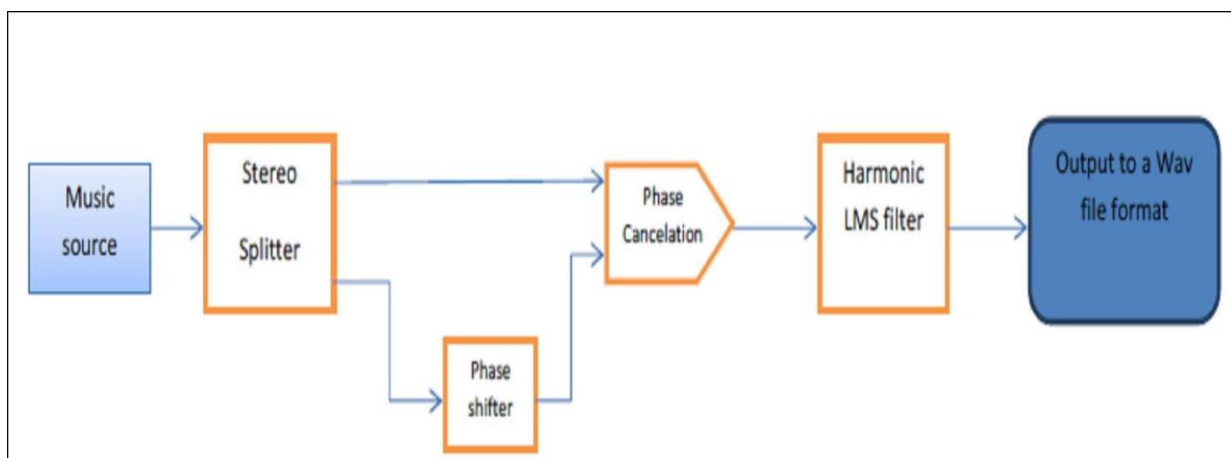 Music
source
Stereo
Splitter
Phase
shifter
Phase
Cancelation
Harmonic
LMS filter
Output to a Wav
file format